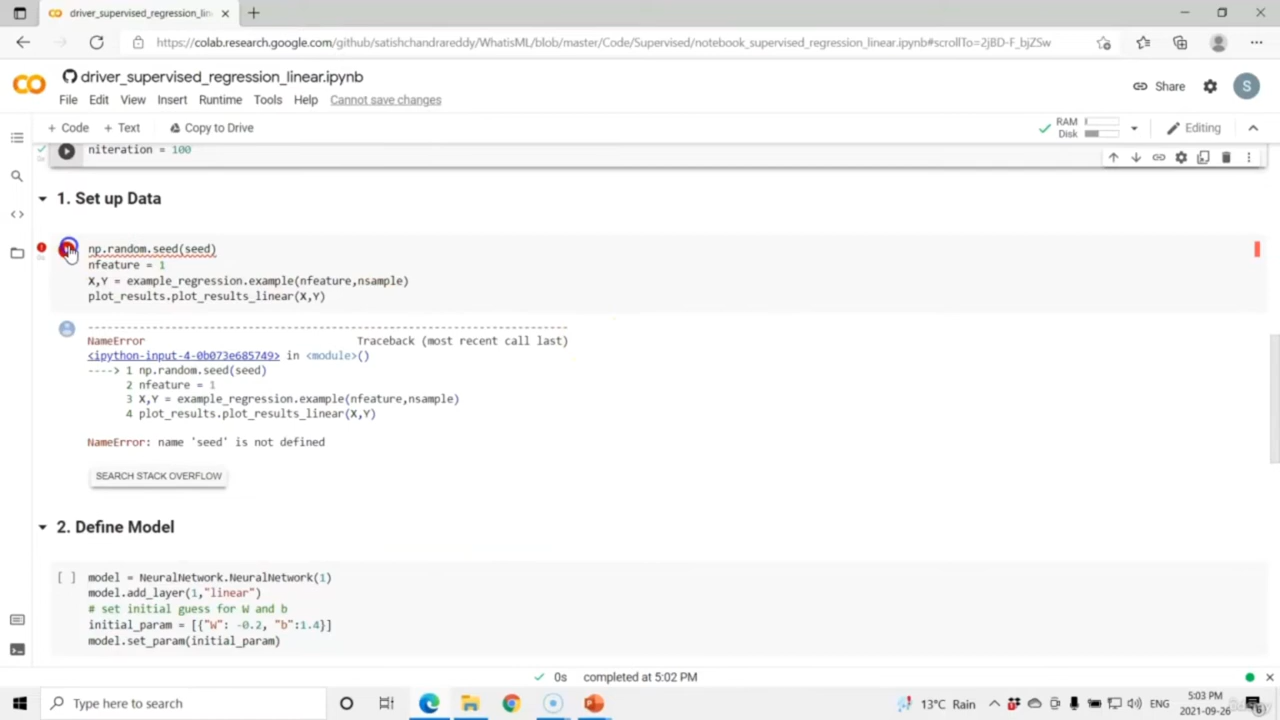 driver_supervised_regression_lin
https://colab.research.google.com/github/satishchandrareddy/WhatisML/blob/master/Code/Supervised/notebook_supervised_regression_linear.ipynb#scrollTo=2jBD-F_bjZSw
driver_supervised_regression_linear.ipynb
File Edit View Insert Runtime Tools Help Cannot save changes
Share
S
+ Code + Text Copy to Drive
RAM
Disk
Editing
niteration = 100
1. Set up Data
np.random.seed(seed)
nfeature = 1
X,Y = example_regression.example(nfeature,nsample)
plot_results.plot_results_linear(X,Y)
---------------------------------------------------------------------------
NameError Traceback (most recent call last)
<ipython-input-4-0b073e685749> in <module>()
----> 1 np.random.seed(seed)
2 nfeature = 1
3 X,Y = example_regression.example(nfeature,nsample)
4 plot_results.plot_results_linear(X,Y)
NameError: name 'seed' is not defined
SEARCH STACK OVERFLOW
2. Define Model
[ ] model = NeuralNetwork.NeuralNetwork(1)
model.add_layer(1,"linear")
# set initial guess for W and b
initial_param = [{"W": -0.2, "b":1.4}]
model.set_param(initial_param)
0s completed at 5:02 PM
Type here to search
13°C Rain
ENG
5:03 PM
2021-09-26